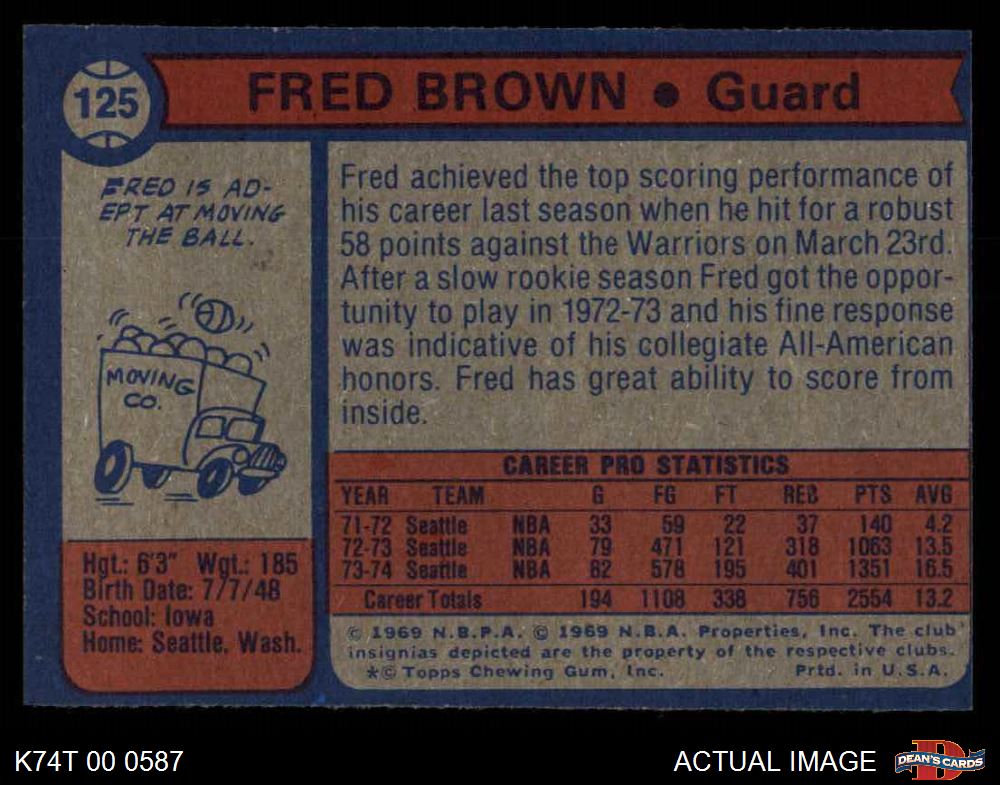 125
FRED BROWN ● Guard
FRED IS AD-
EPT AT MOVING
THE BALL.
MOVING
CO.
Hgt.: 6'3" Wgt.: 185
Birth Date: 7/7/48
School: Iowa
Home: Seattle, Wash.
Fred achieved the top scoring performance of
his career last season when he hit for a robust
58 points against the Warriors on March 23rd.
After a slow rookie season Fred got the oppor-
tunity to play in 1972-73 and his fine response
was indicative of his collegiate All-American
honors. Fred has great ability to score from
inside.
CAREER PRO STATISTICS
YEAR TEAM G FG FT REB PTS AVG
71-72 Seattle NBA 33 59 22 37 140 4.2
72-73 Seattle NBA 79 471 121 318 1063 13.5
73-74 Seattle NBA 82 578 195 401 1351 16.5
Career Totals 194 1108 338 756 2554 13.2
© 1969 N.B.P.A. © 1969 N.B.A. Properties, Inc. The club
insignias depicted are the property of the respective clubs.
*© Topps Chewing Gum, Inc. Prtd. in U.S.A.
K74T 00 0587
ACTUAL IMAGE
D
DEAN'S CARDS